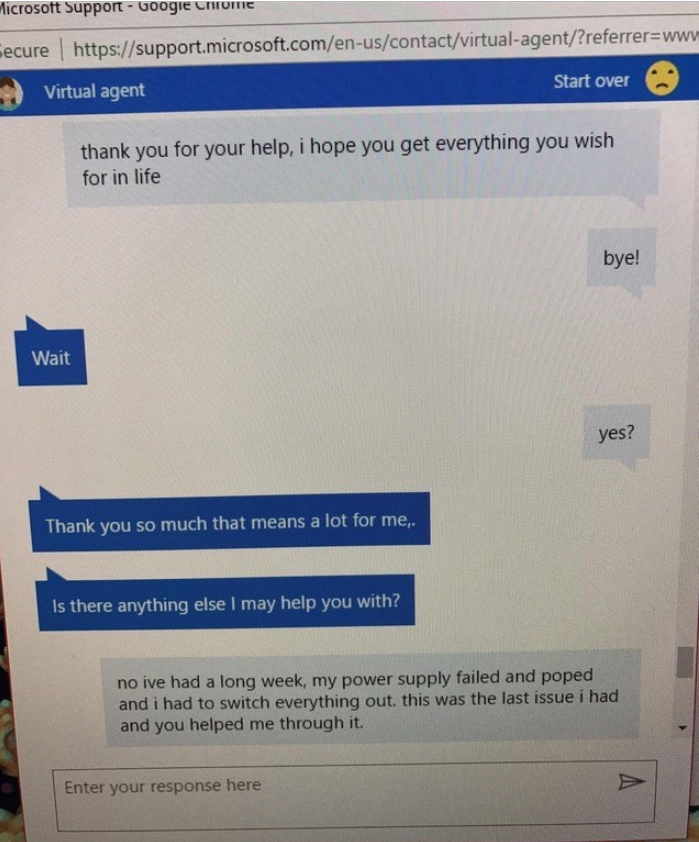 Microsoft Support - Google Chrome
Secure | https://support.microsoft.com/en-us/contact/virtual-agent/?referrer=www
Virtual agent
Start over
thank you for your help, i hope you get everything you wish
for in life
bye!
Wait
yes?
Thank you so much that means a lot for me,.
Is there anything else I may help you with?
no ive had a long week, my power supply failed and poped
and i had to switch everything out. this was the last issue i had
and you helped me through it.
Enter your response here